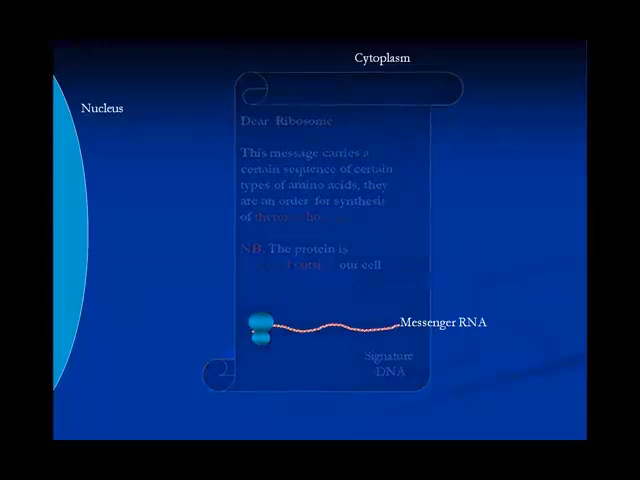 Cytoplasm
Nucleus
Dear Ribosome
This message carries a
certain sequence of certain
types of amino acids, they
are an order for synthesis
of
NB. The protein is
our cell
Messenger RNA
Signature
DNA